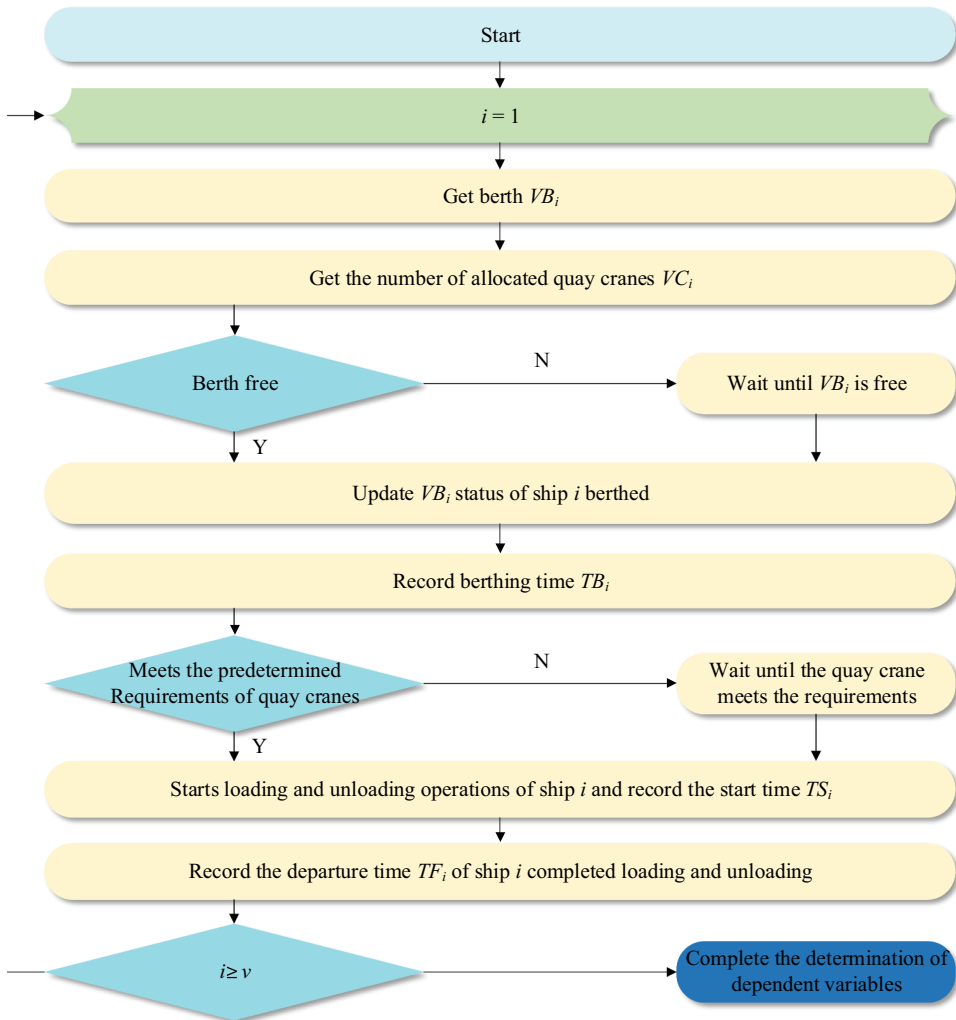 Start
i = 1
Get berth VBi
Get the number of allocated quay cranes VCi
Berth free
N
Wait until VBi is free
Y
Update VBi status of ship i berthed
Record berthing time TBi
Meets the predetermined
Requirements of quay cranes
N
Wait until the quay crane
meets the requirements
Y
Starts loading and unloading operations of ship i and record the start time TSi
Record the departure time TFi of ship i completed loading and unloading
i≥ v
Complete the determination of
dependent variables